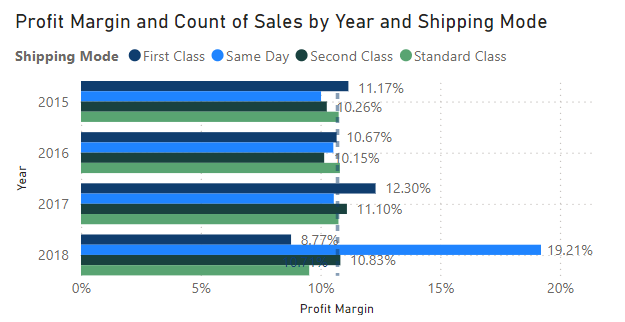 Profit Margin and Count of Sales by Year and Shipping Mode
Shipping Mode First Class Same Day Second Class Standard Class
2015
11.17%
10.26%
2016
10.67%
10.15%
2017
12.30%
11.10%
2018
8.77%
19.21%
10.83%
Year
0% 5% 10% 15% 20%
Profit Margin